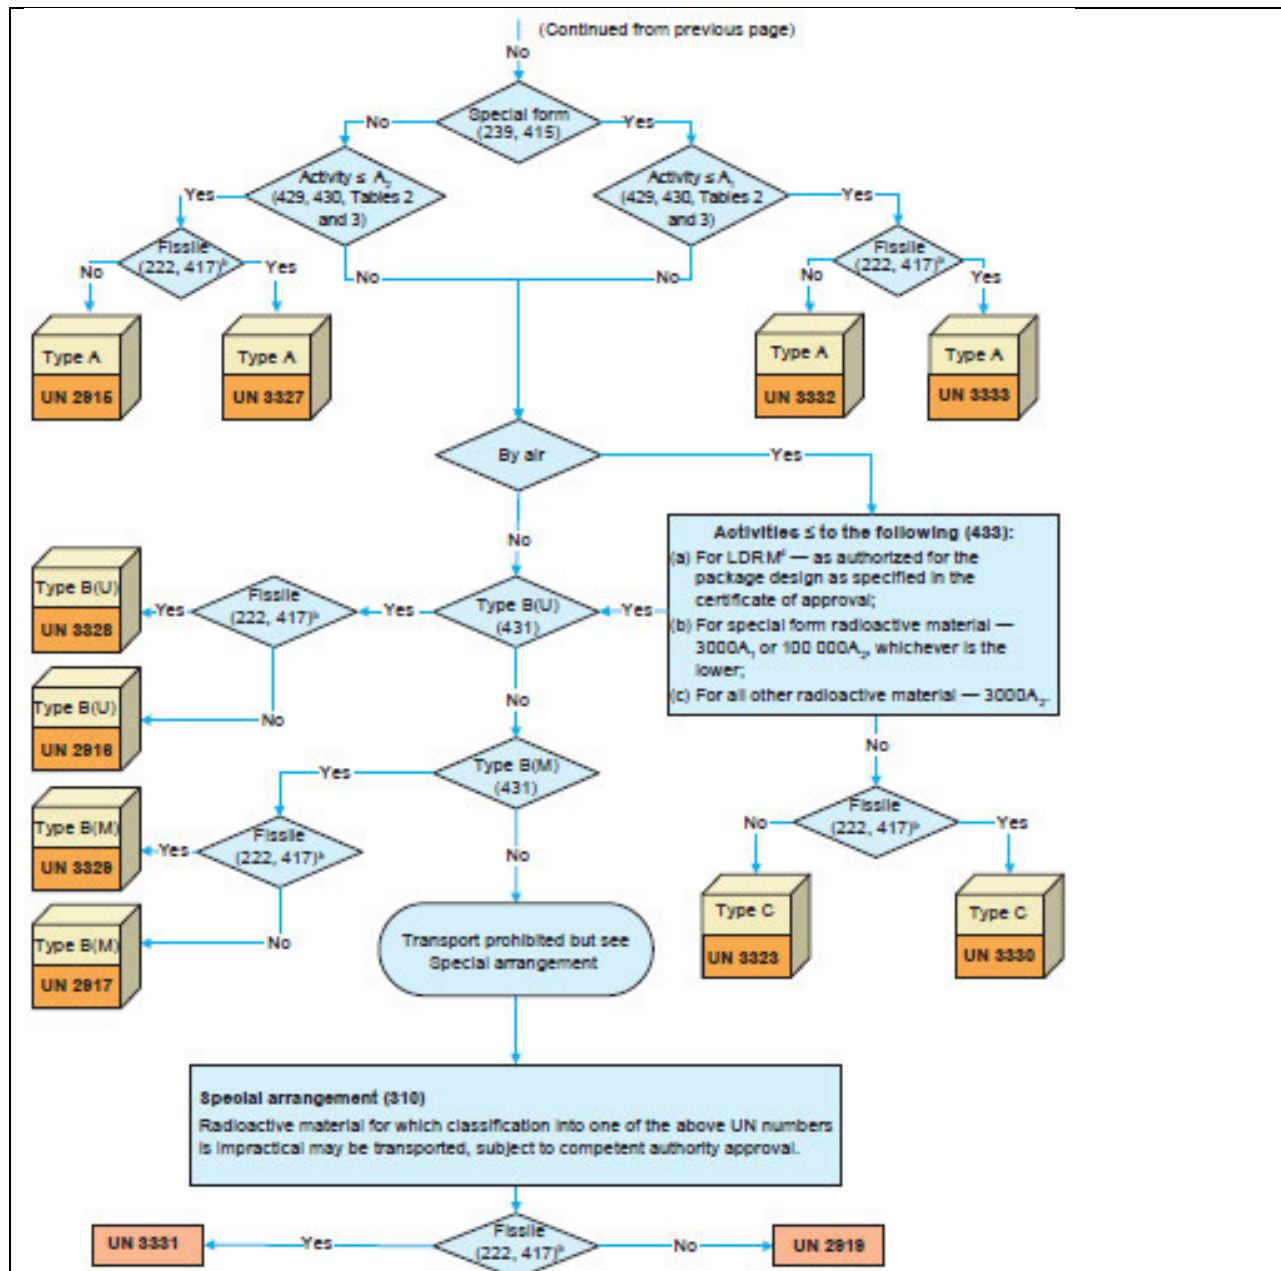 (Continued from previous page)
No
Special form
(239, 415)
No
Yes
Activity ≤ A₂
(429, 430, Tables 2
and 3)
Activity ≤ A₁
(429, 430, Tables 2
and 3)
Yes
Yes
Fissile
(222, 417)ᵇ
No
Yes
No
No
Fissile
(222, 417)ᵇ
No
Yes
Type A
UN 2915
Type A
UN 3327
Type A
UN 3332
Type A
UN 3333
By air
Yes
No
Activities ≤ to the following (433):
(a) For LDRMᶜ — as authorized for the
package design as specified in the
certificate of approval;
(b) For special form radioactive material —
3000A₁ or 100 000A₂, whichever is the
lower;
(c) For all other radioactive material — 3000A₂.
Type B(U)
UN 3328
Yes
Fissile
(222, 417)ᵇ
Yes
Type B(U)
(431)
Yes
Type B(U)
UN 2916
No
No
No
Type B(M)
(431)
Yes
Type B(M)
UN 3329
Yes
Fissile
(222, 417)ᵇ
No
Fissile
(222, 417)ᵇ
No
Yes
Type B(M)
UN 2917
No
Transport prohibited but see
Special arrangement
Type C
UN 3323
Type C
UN 3330
Special arrangement (310)
Radioactive material for which classification into one of the above UN numbers
is impractical may be transported, subject to competent authority approval.
UN 3331
Yes
Fissile
(222, 417)ᵇ
No
UN 2919